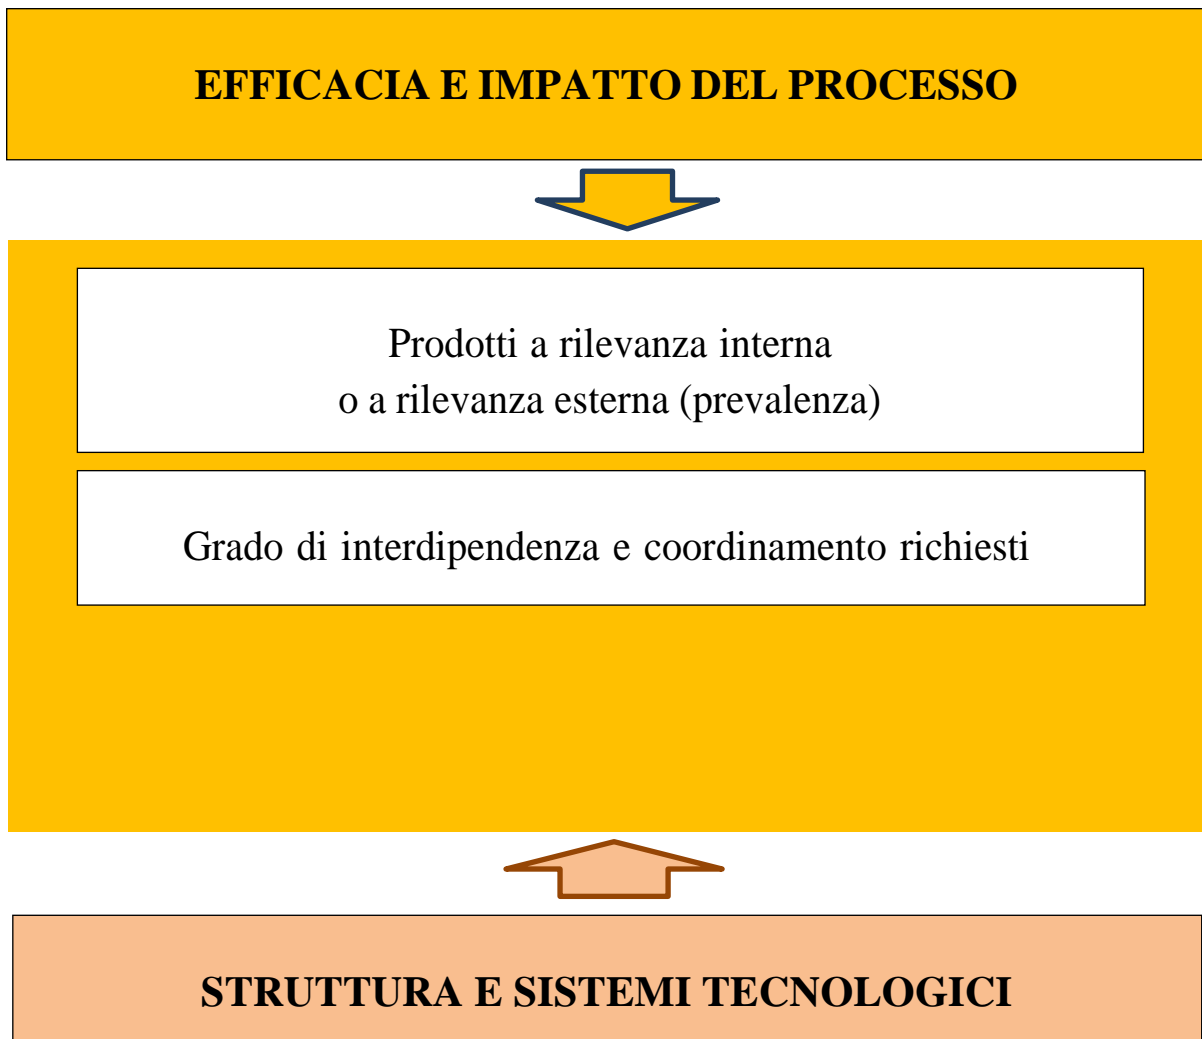 EFFICACIA E IMPATTO DEL PROCESSO
Prodotti a rilevanza interna
o a rilevanza esterna (prevalenza)
Grado di interdipendenza e coordinamento richiesti
STRUTTURA E SISTEMI TECNOLOGICI